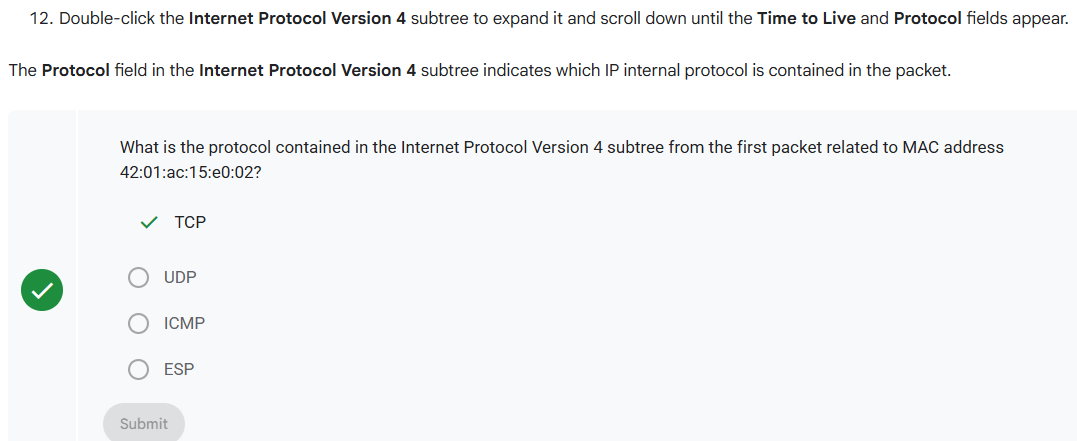 12. Double-click the Internet Protocol Version 4 subtree to expand it and scroll down until the Time to Live and Protocol fields appear.
The Protocol field in the Internet Protocol Version 4 subtree indicates which IP internal protocol is contained in the packet.
What is the protocol contained in the Internet Protocol Version 4 subtree from the first packet related to MAC address
42:01:ac:15:e0:02?
TCP
UDP
ICMP
ESP
Submit